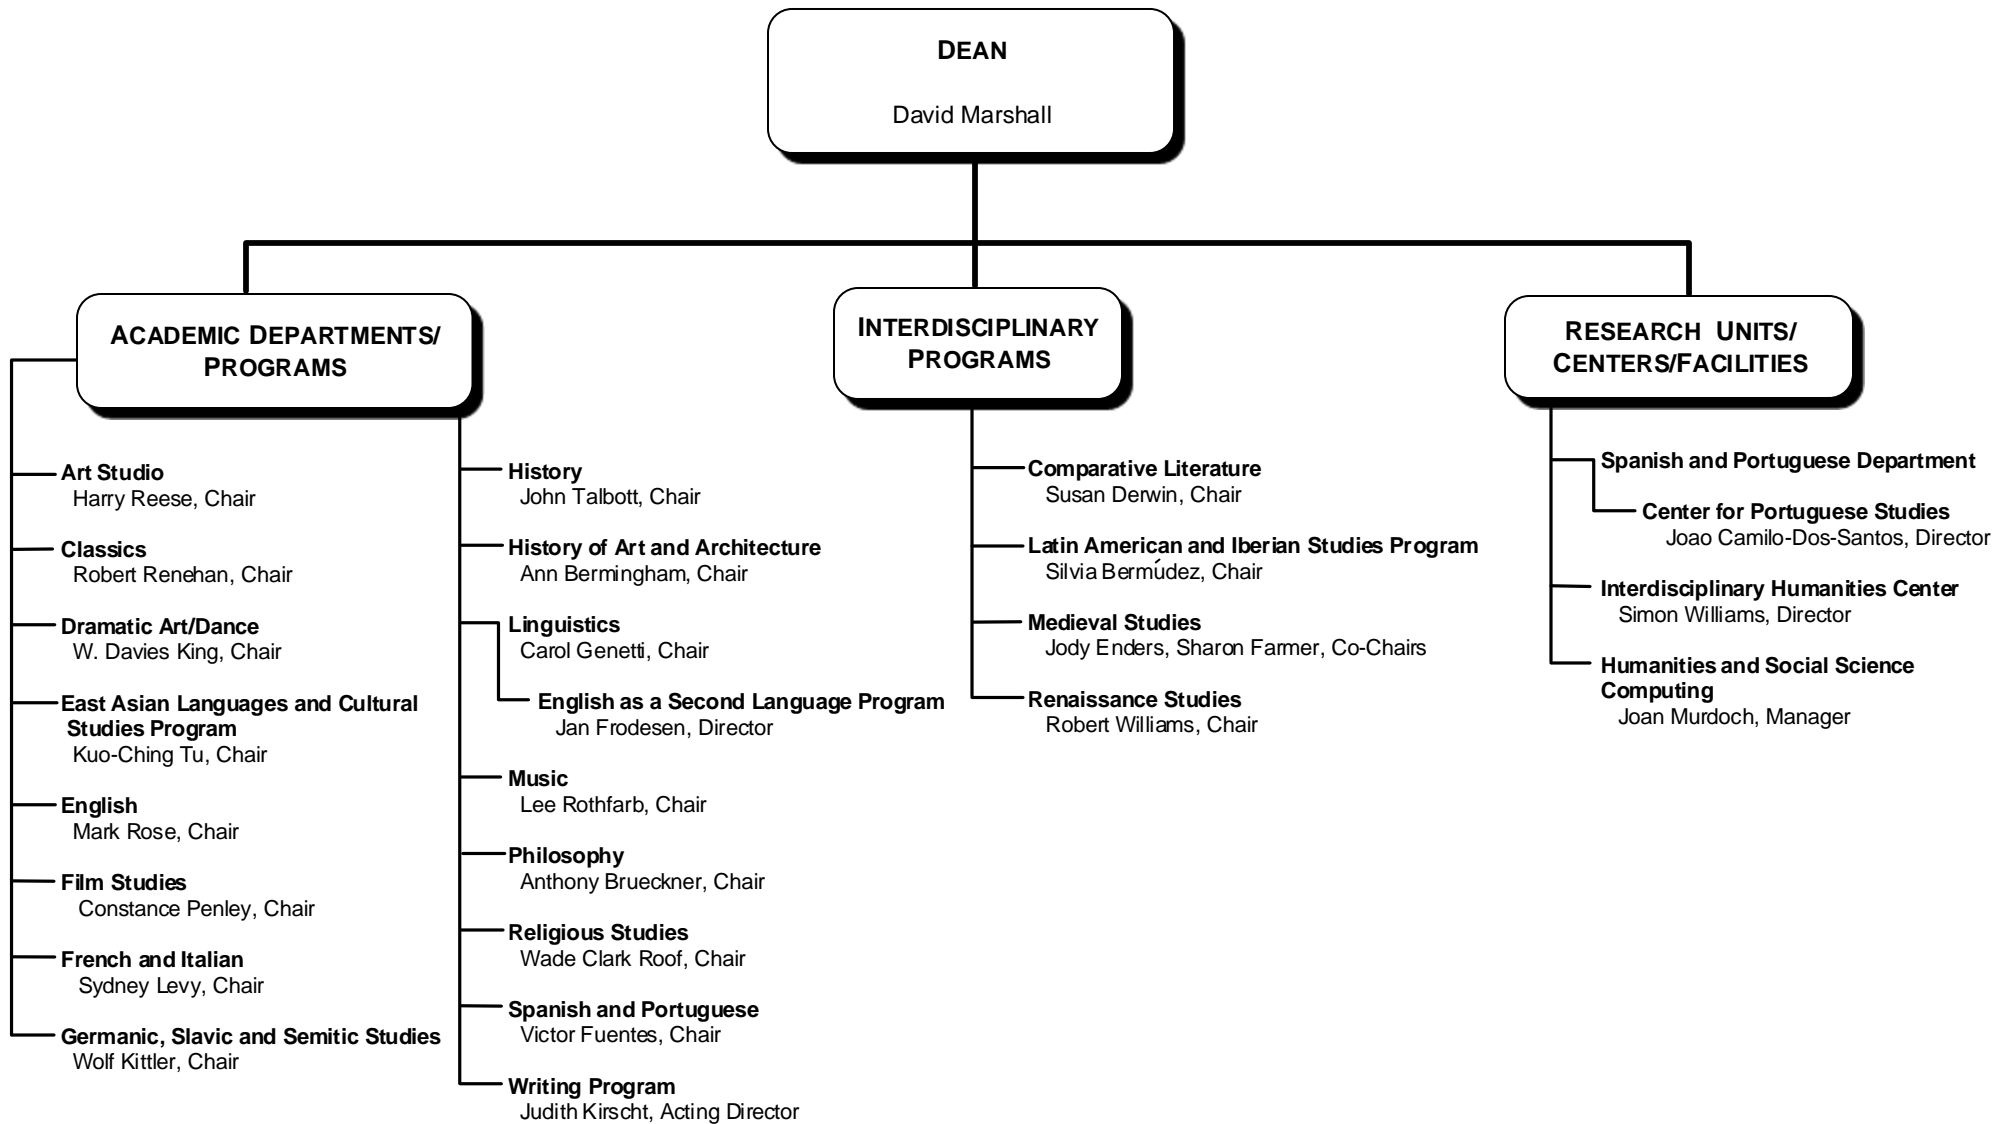 DEAN
David Marshall
ACADEMIC DEPARTMENTS/
PROGRAMS
Art Studio
Harry Reese, Chair
Classics
Robert Renehan, Chair
Dramatic Art/Dance
W. Davies King, Chair
East Asian Languages and Cultural
Studies Program
Kuo-Ching Tu, Chair
English
Mark Rose, Chair
Film Studies
Constance Penley, Chair
French and Italian
Sydney Levy, Chair
Germanic, Slavic and Semitic Studies
Wolf Kittler, Chair
History
John Talbott, Chair
History of Art and Architecture
Ann Bermingham, Chair
Linguistics
Carol Genetti, Chair
English as a Second Language Program
Jan Frodesen, Director
Music
Lee Rothfarb, Chair
Philosophy
Anthony Brueckner, Chair
Religious Studies
Wade Clark Roof, Chair
Spanish and Portuguese
Victor Fuentes, Chair
Writing Program
Judith Kirscht, Acting Director
INTERDISCIPLINARY
PROGRAMS
Comparative Literature
Susan Derwin, Chair
Latin American and Iberian Studies Program
Silvia Bermúdez, Chair
Medieval Studies
Jody Enders, Sharon Farmer, Co-Chairs
Renaissance Studies
Robert Williams, Chair
RESEARCH UNITS/
CENTERS/FACILITIES
Spanish and Portuguese Department
Center for Portuguese Studies
Joao Camilo-Dos-Santos, Director
Interdisciplinary Humanities Center
Simon Williams, Director
Humanities and Social Science
Computing
Joan Murdoch, Manager